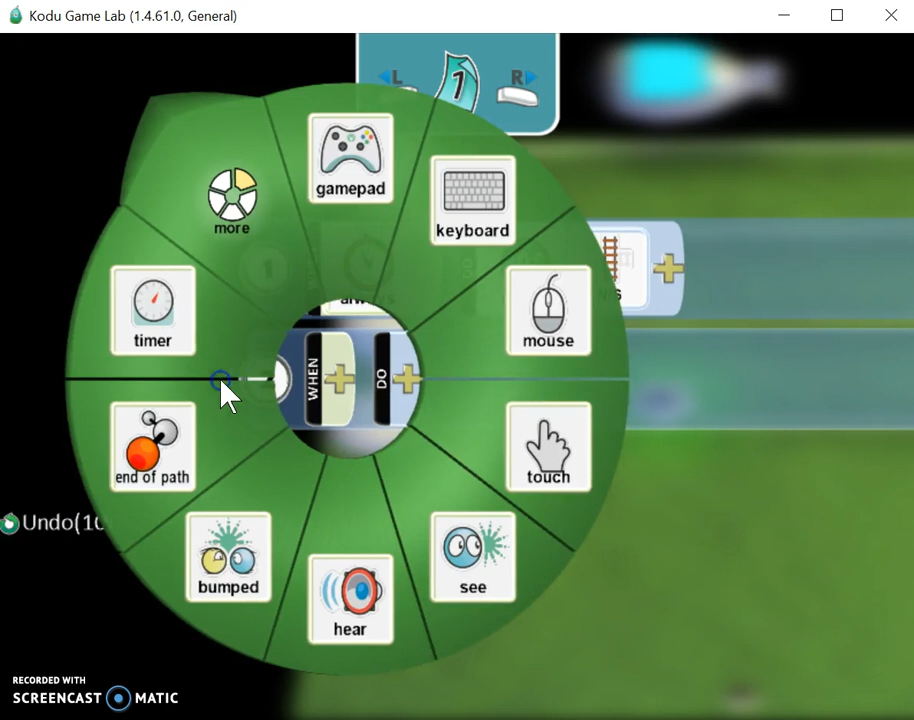 Kodu Game Lab (1.4.61.0, General)
L 1 R
gamepad
keyboard
more
timer
mouse
WHEN
DO
end of path
touch
Undo(10
bumped
see
hear
RECORDED WITH
SCREENCAST MATIC